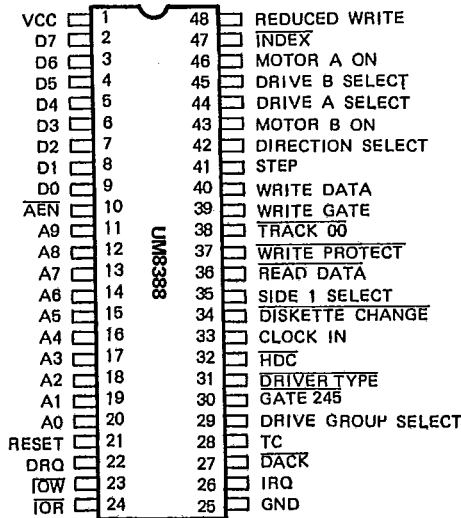 VCC 1 48 REDUCED WRITE
D7 2 47 INDEX
D6 3 46 MOTOR A ON
D5 4 45 DRIVE B SELECT
D4 5 44 DRIVE A SELECT
D3 6 43 MOTOR B ON
D2 7 42 DIRECTION SELECT
D1 8 41 STEP
D0 9 40 WRITE DATA
AEN 10 39 WRITE GATE
A9 11 38 TRACK 00
A8 12 37 WRITE PROTECT
A7 13 36 READ DATA
A6 14 35 SIDE 1 SELECT
A5 15 34 DISKETTE CHANGE
A4 16 33 CLOCK IN
A3 17 32 HDC
A2 18 31 DRIVER TYPE
A1 19 30 GATE 245
A0 20 29 DRIVE GROUP SELECT
RESET 21 28 TC
DRQ 22 27 DACK
IOW 23 26 IRQ
IOR 24 25 GND
UM8388